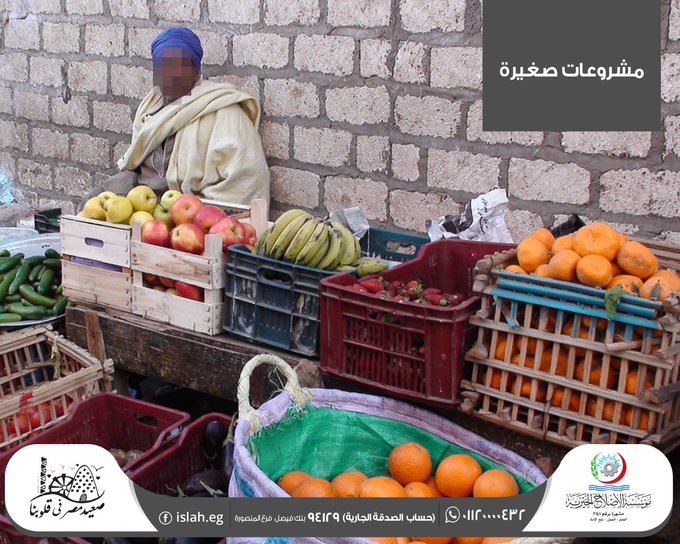 مشروعات صغيرة
صعيد مصر في قلوبنا
islah.eg
(حساب الصدقة الجارية) ٩٤١٢٩ بنك فيصل فرع المنصورة
٠١١٢٠٠٠٠٤٣٢
مؤسسة الإصلاح الخيرية